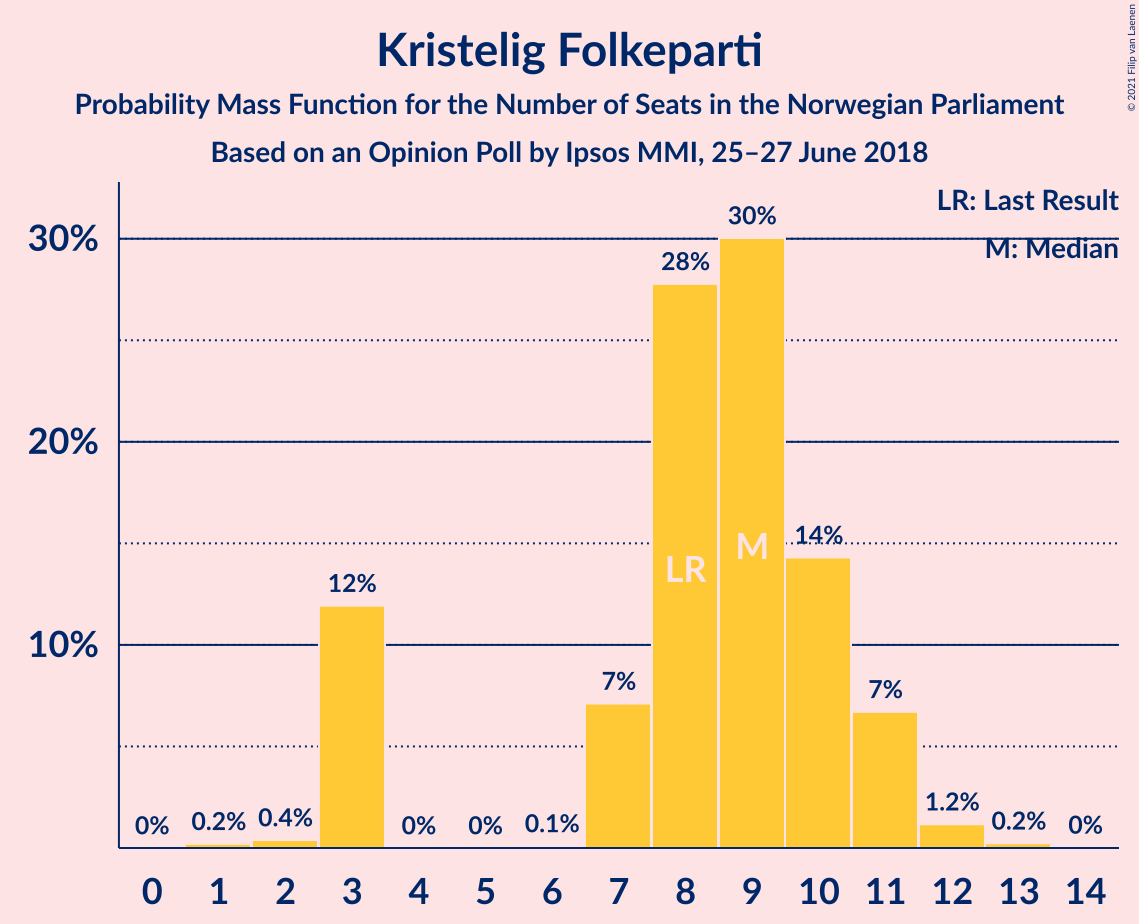 Kristelig Folkeparti
Probability Mass Function for the Number of Seats in the Norwegian Parliament
Based on an Opinion Poll by Ipsos MMI, 25–27 June 2018
© 2021 Filip van Laenen
LR: Last Result
M: Median
30%
20%
10%
0%
0.2%
0.4%
12%
0%
0%
0.1%
7%
28%
30%
14%
7%
1.2%
0.2%
0%
LR
M
0 1 2 3 4 5 6 7 8 9 10 11 12 13 14